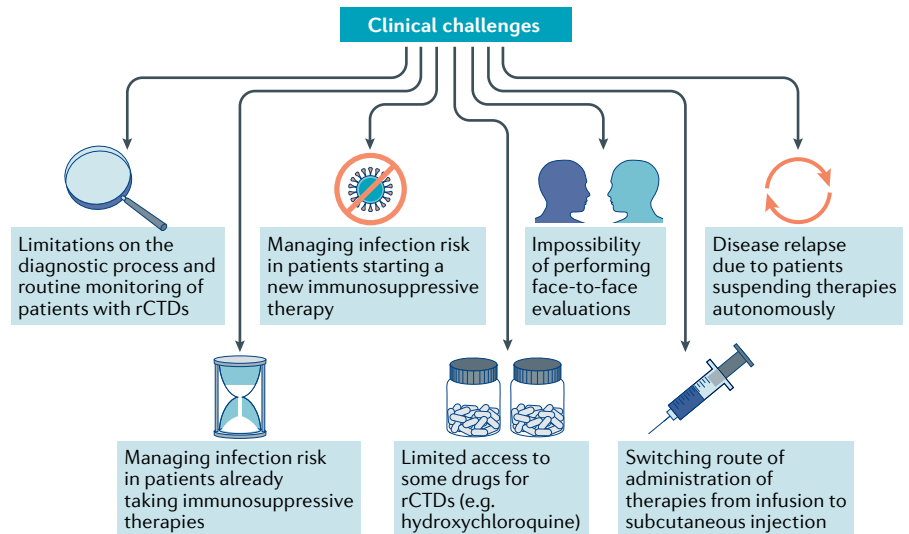 Clinical challenges
Limitations on the
diagnostic process and
routine monitoring of
patients with rCTDs
Managing infection risk
in patients starting a
new immunosuppressive
therapy
Impossibility
of performing
face-to-face
evaluations
Disease relapse
due to patients
suspending therapies
autonomously
Managing infection risk
in patients already
taking immunosuppressive
therapies
Limited access to
some drugs for
rCTDs (e.g.
hydroxychloroquine)
Switching route of
administration of
therapies from infusion to
subcutaneous injection